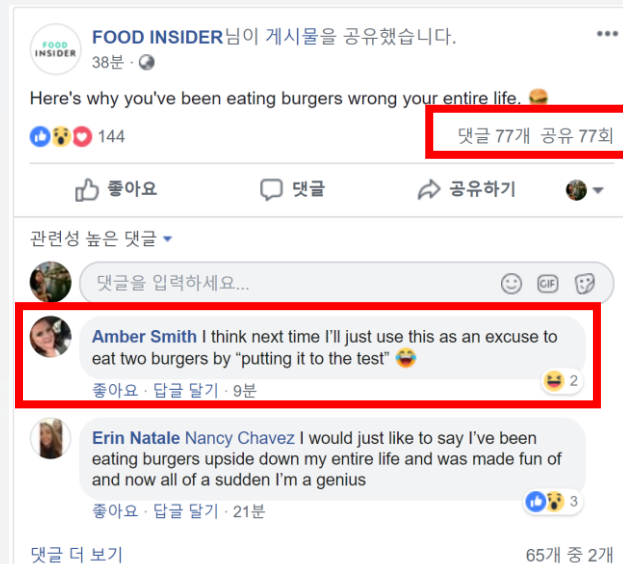 FOOD INSIDER
FOOD INSIDER님이 게시물을 공유했습니다.
38분 ·
Here's why you've been eating burgers wrong your entire life. 🍔
144
댓글 77개 공유 77회
좋아요 댓글 공유하기
관련성 높은 댓글
댓글을 입력하세요...
GIF
Amber Smith I think next time I'll just use this as an excuse to
eat two burgers by “putting it to the test” 😂
2
좋아요 · 답글 달기 · 9분
Erin Natale Nancy Chavez I would just like to say I've been
eating burgers upside down my entire life and was made fun of
and now all of a sudden I'm a genius
3
좋아요 · 답글 달기 · 21분
댓글 더 보기 65개 중 2개